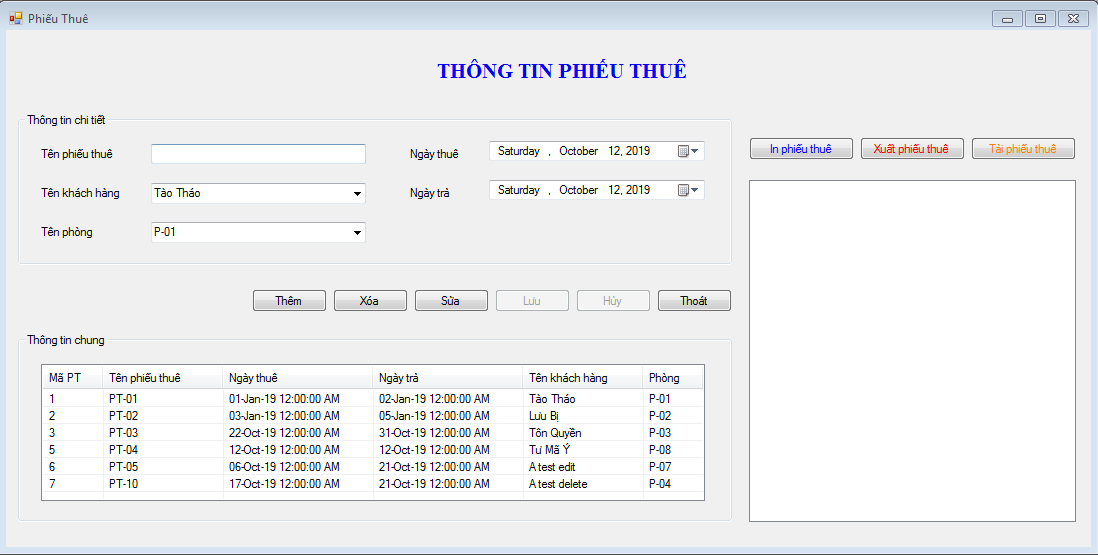 Phiếu Thuê
THÔNG TIN PHIẾU THUÊ
Thông tin chi tiết
Tên phiếu thuê
Ngày thuê Saturday , October 12, 2019
Tên khách hàng Tào Tháo
Ngày trả Saturday , October 12, 2019
Tên phòng P-01
In phiếu thuê Xuất phiếu thuê Tải phiếu thuê
Thêm Xóa Sửa Lưu Hủy Thoát
Thông tin chung
Mã PT Tên phiếu thuê Ngày thuê Ngày trả Tên khách hàng Phòng
1 PT-01 01-Jan-19 12:00:00 AM 02-Jan-19 12:00:00 AM Tào Tháo P-01
2 PT-02 03-Jan-19 12:00:00 AM 05-Jan-19 12:00:00 AM Lưu Bị P-02
3 PT-03 22-Oct-19 12:00:00 AM 31-Oct-19 12:00:00 AM Tôn Quyền P-03
5 PT-04 12-Oct-19 12:00:00 AM 12-Oct-19 12:00:00 AM Tư Mã Ý P-08
6 PT-05 06-Oct-19 12:00:00 AM 21-Oct-19 12:00:00 AM A test edit P-07
7 PT-10 17-Oct-19 12:00:00 AM 21-Oct-19 12:00:00 AM A test delete P-04